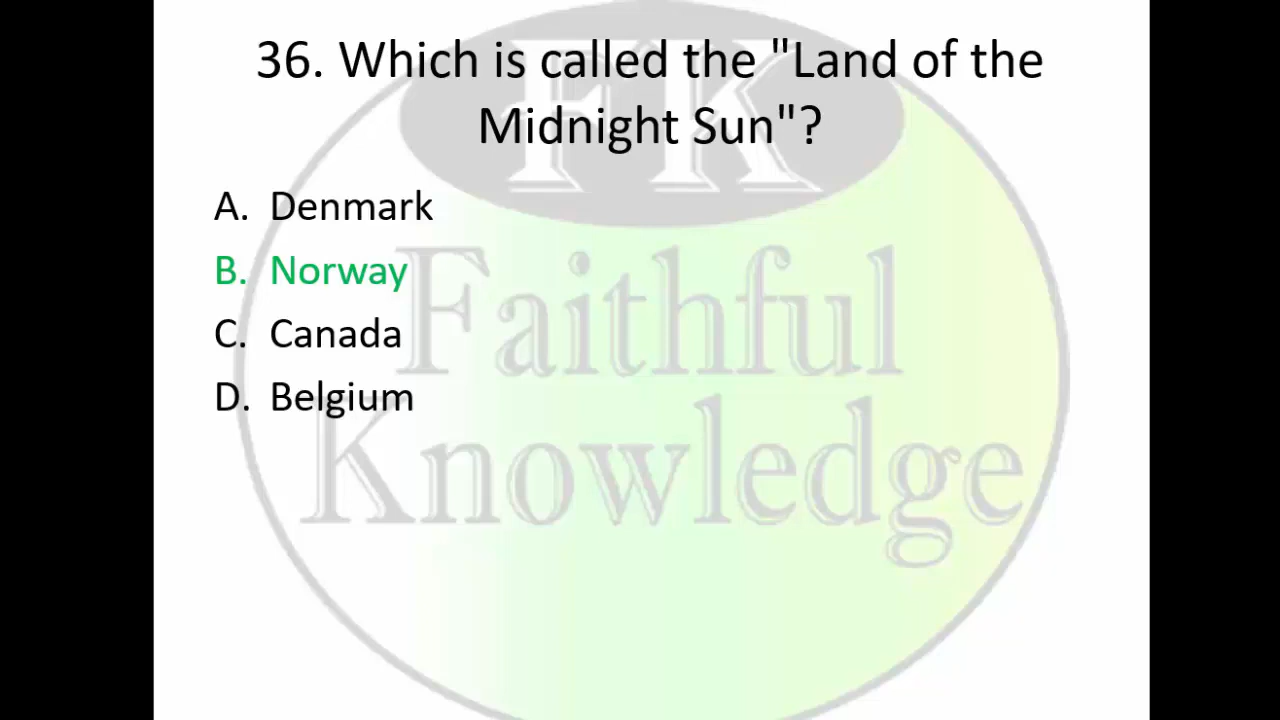 36. Which is called the "Land of the
Midnight Sun"?
A. Denmark
B. Norway
C. Canada
D. Belgium
FK
Faithful
Knowledge